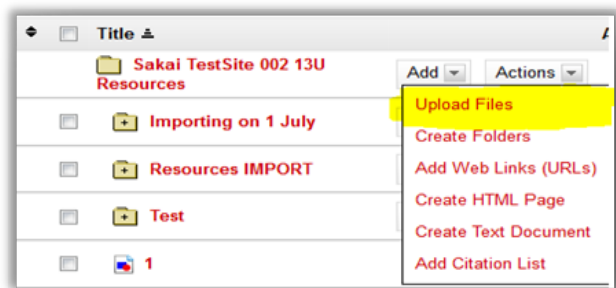 Title
Sakai TestSite 002 13U
Resources
Add Actions
Upload Files
Importing on 1 July
Create Folders
Add Web Links (URLs)
Resources IMPORT
Create HTML Page
Test
Create Text Document
1
Add Citation List